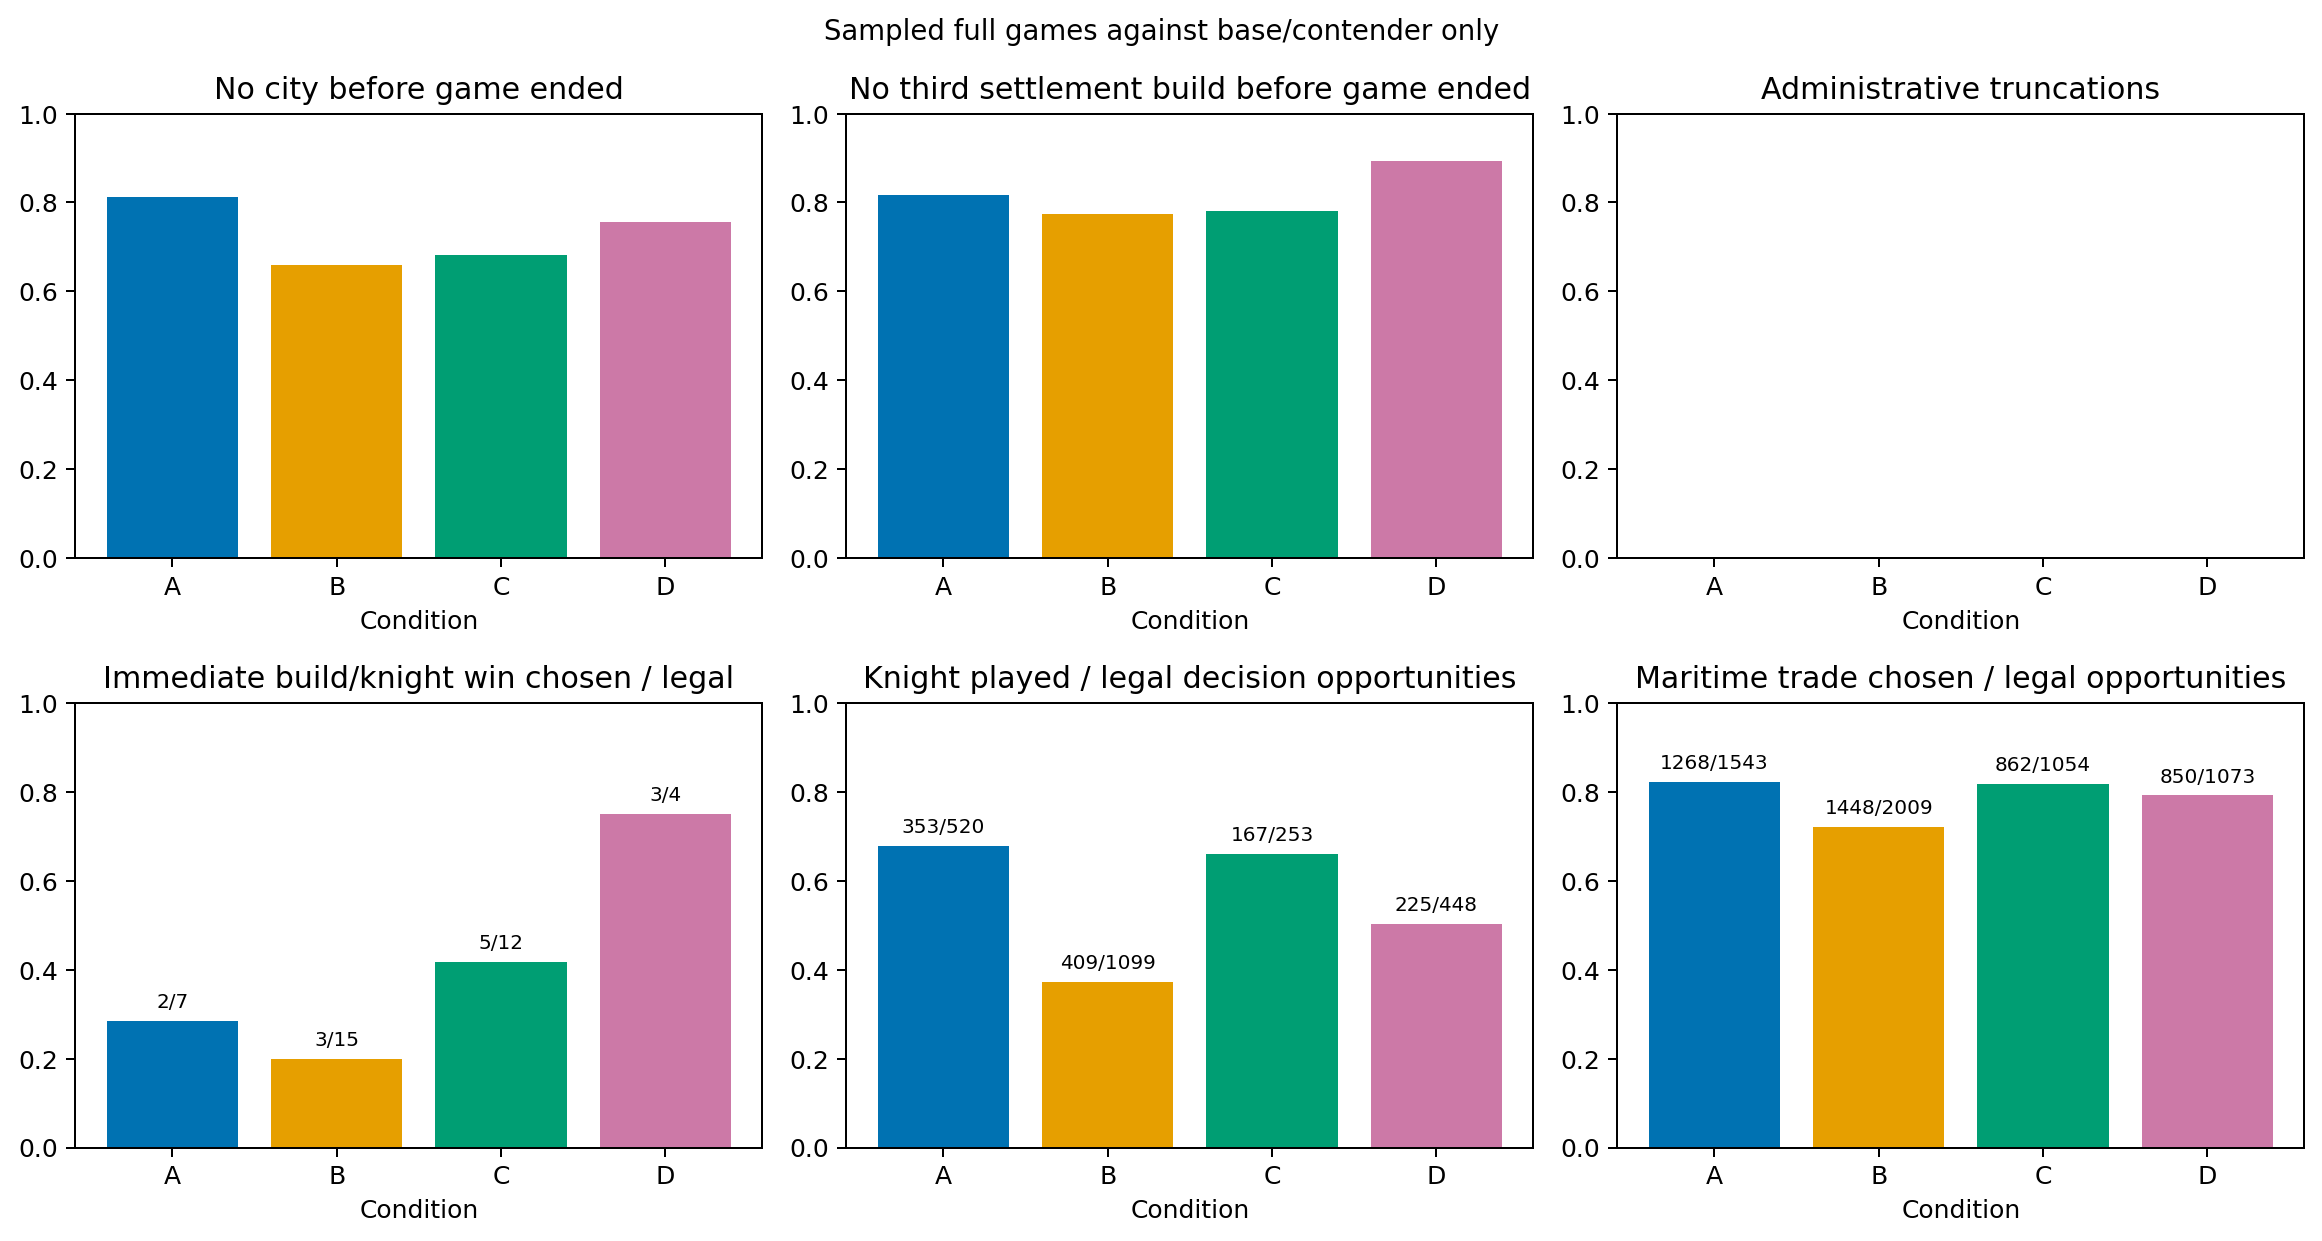 Sampled full games against base/contender only
No city before game ended
1.0
0.8
0.6
0.4
0.2
0.0
A B C D
Condition
No third settlement build before game ended
1.0
0.8
0.6
0.4
0.2
0.0
A B C D
Condition
Administrative truncations
1.0
0.8
0.6
0.4
0.2
0.0
A B C D
Condition
Immediate build/knight win chosen / legal
1.0
0.8
0.6
0.4
0.2
0.0
2/7
3/15
5/12
3/4
A B C D
Condition
Knight played / legal decision opportunities
1.0
0.8
0.6
0.4
0.2
0.0
353/520
409/1099
167/253
225/448
A B C D
Condition
Maritime trade chosen / legal opportunities
1.0
0.8
0.6
0.4
0.2
0.0
1268/1543
1448/2009
862/1054
850/1073
A B C D
Condition